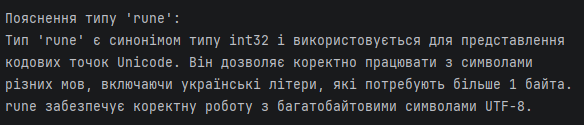 Пояснення типу 'rune':
Тип 'rune' є синонімом типу int32 і використовується для представлення
кодових точок Unicode. Він дозволяє коректно працювати з символами
різних мов, включаючи українські літери, які потребують більше 1 байта.
rune забезпечує коректну роботу з багатобайтовими символами UTF-8.